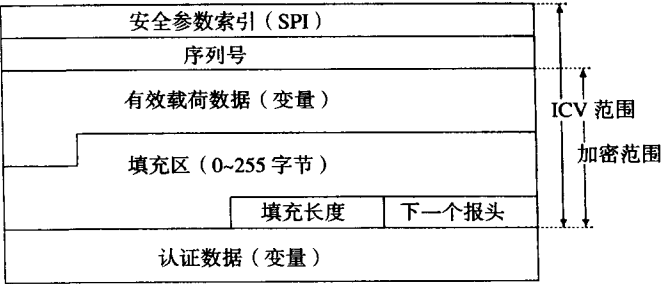 安全参数索引（SPI）
序列号
有效载荷数据（变量）
ICV 范围
加密范围
填充区（0~255 字节）
填充长度
下一个报头
认证数据（变量）